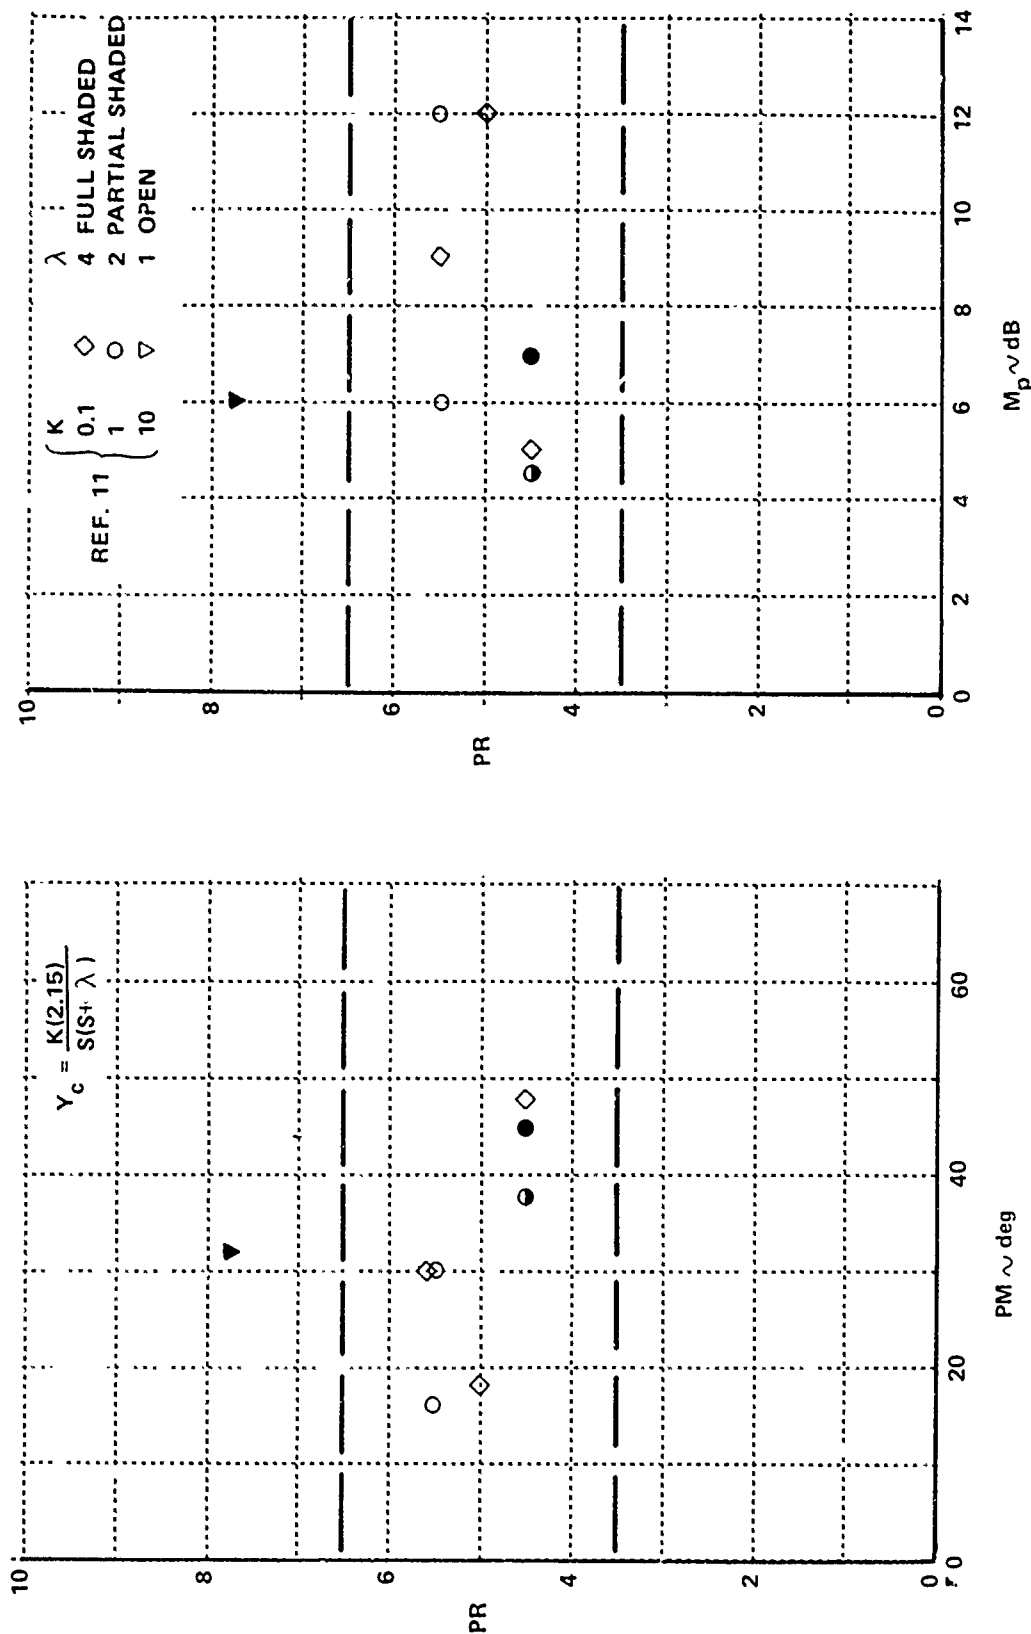 10
8
6
4
2
0
PR
0
20
40
60
PM ~ deg
Y_c = K(2.15)
S(S+ λ)
10
8
6
4
2
0
PR
0
2
4
6
8
10
12
14
M_p ~ dB
REF. 11
K λ
0.1 ◇ 4 FULL SHADED
1 ○ 2 PARTIAL SHADED
10 ▽ 1 OPEN